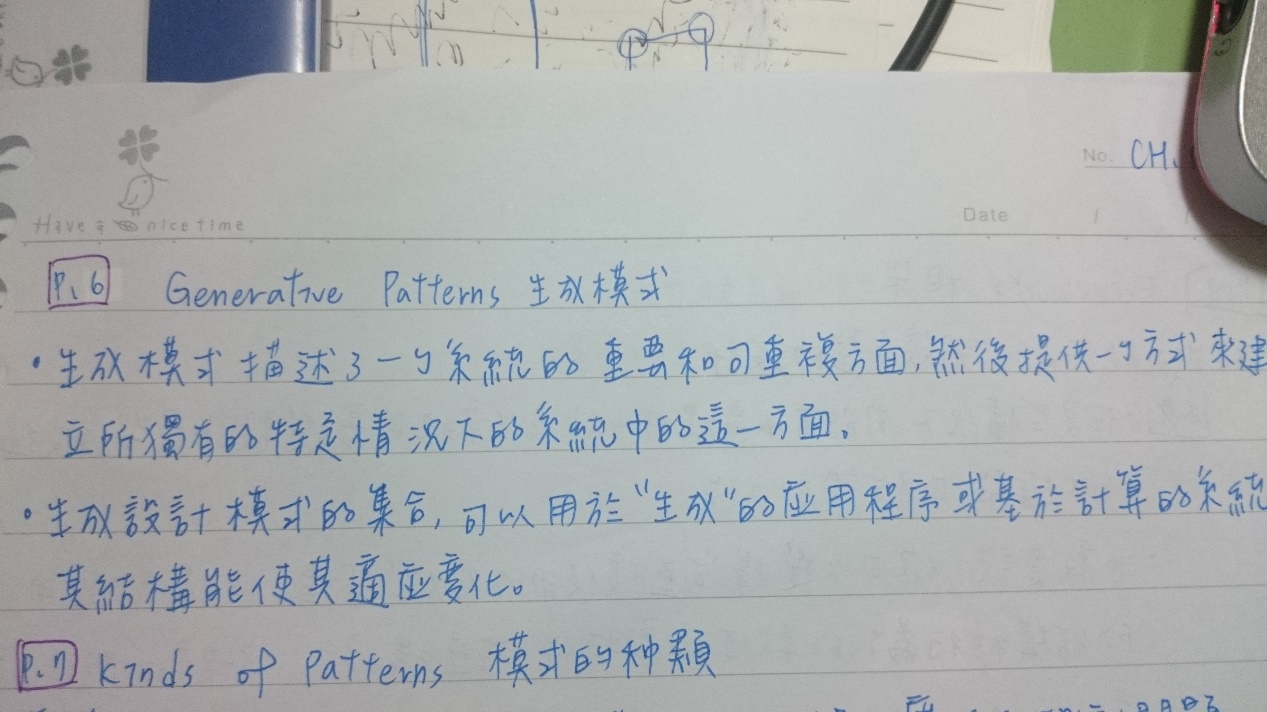 No. CH.
Have a nice time
Date / /
P.6 Generative Patterns 生成模式
•生成模式描述了一个系統的重要和可重複方面,然後提供一个方式來建
立所獨有的特定情況下的系統中的這一方面。
•生成設計模式的集合,可以用於"生成"的应用程序或基於計算的系統
其結構能使其適应变化。
P.7 Kinds of Patterns 模式的种類